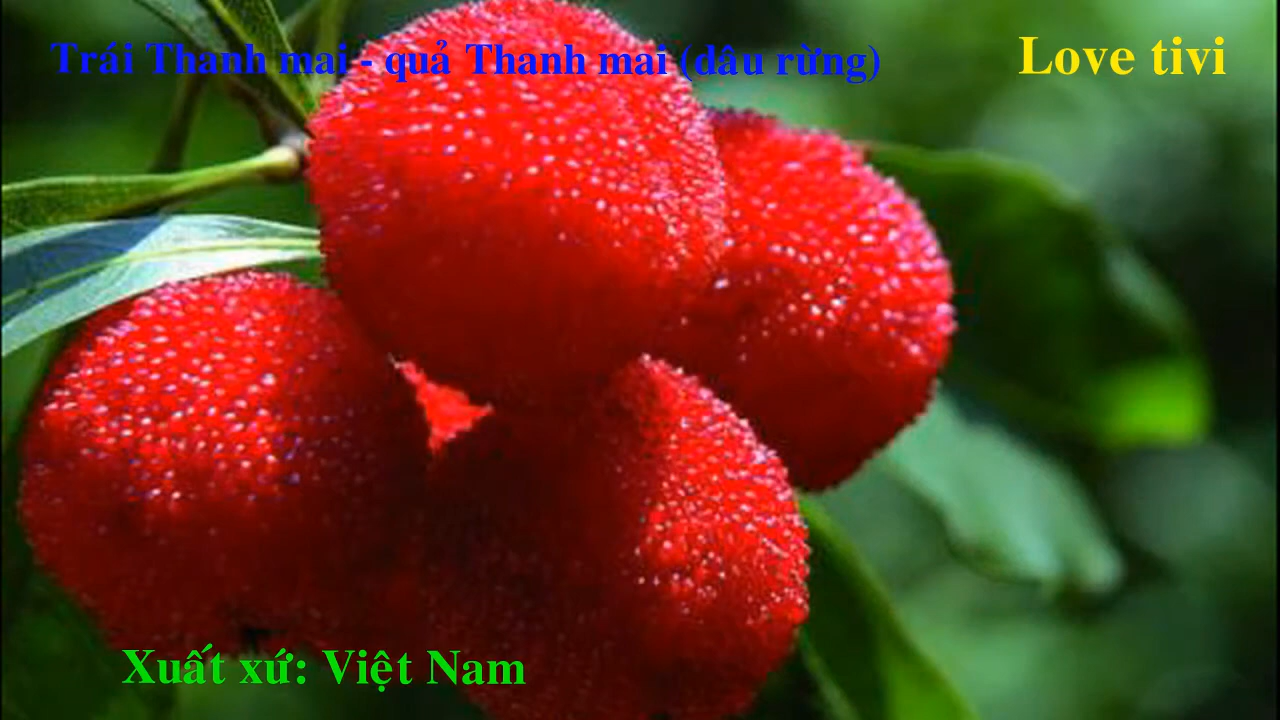 Trái Thanh mai - quả Thanh mai (dâu rừng)
Love tivi
Xuất xứ: Việt Nam